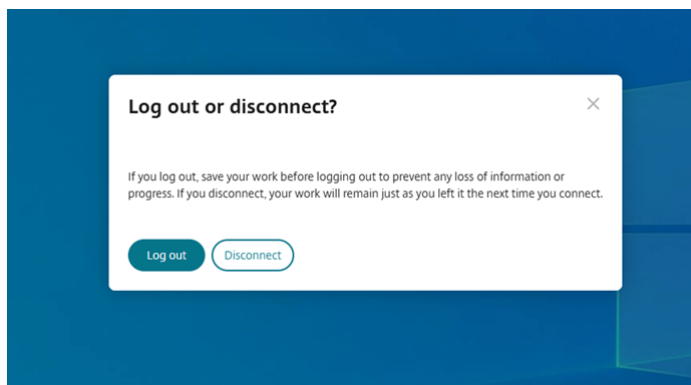 Log out or disconnect?
If you log out, save your work before logging out to prevent any loss of information or
progress. If you disconnect, your work will remain just as you left it the next time you connect.
Log out
Disconnect